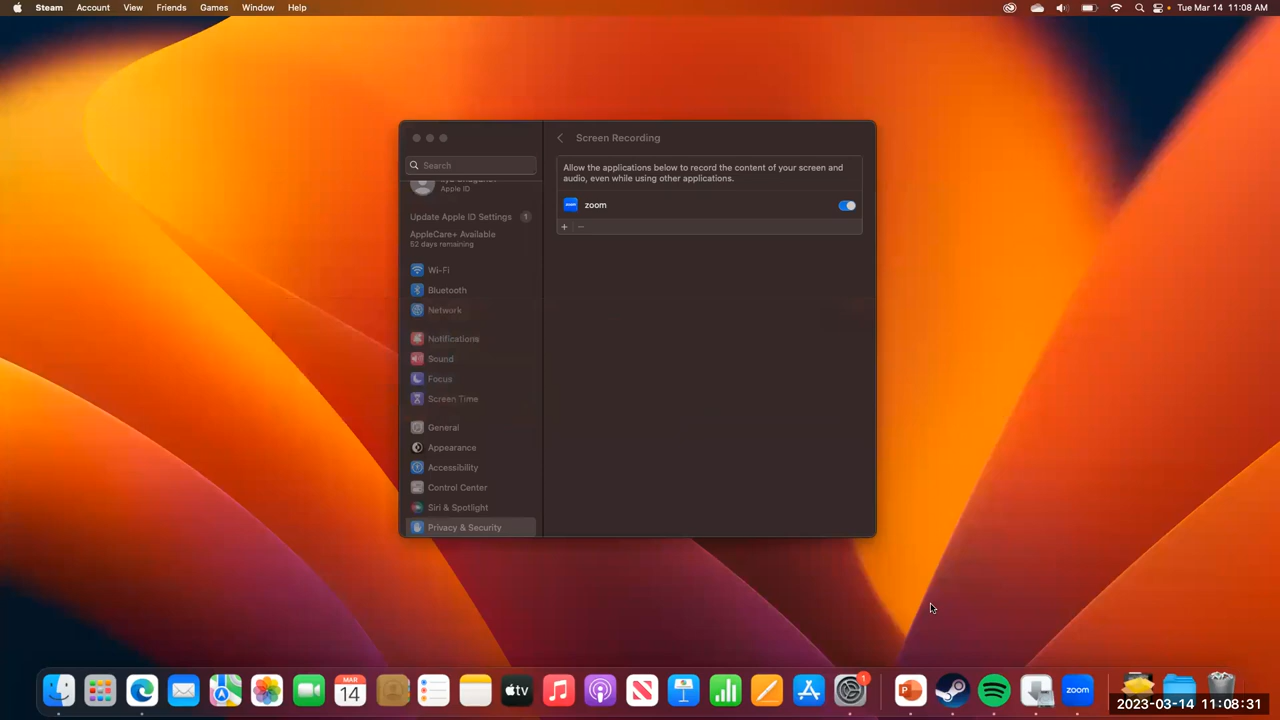 Steam Account View Friends Games Window Help Tue Mar 14 11:08 AM
Screen Recording
Search
Apple ID
Update Apple ID Settings 1
AppleCare+ Available
52 days remaining
Wi-Fi
Bluetooth
Network
Notifications
Sound
Focus
Screen Time
General
Appearance
Accessibility
Control Center
Siri & Spotlight
Privacy & Security
Allow the applications below to record the content of your screen and
audio, even while using other applications.
zoom
zoom
+ −
MAR
14
tv
1
P
zoom
2023-03-14 11:08:31